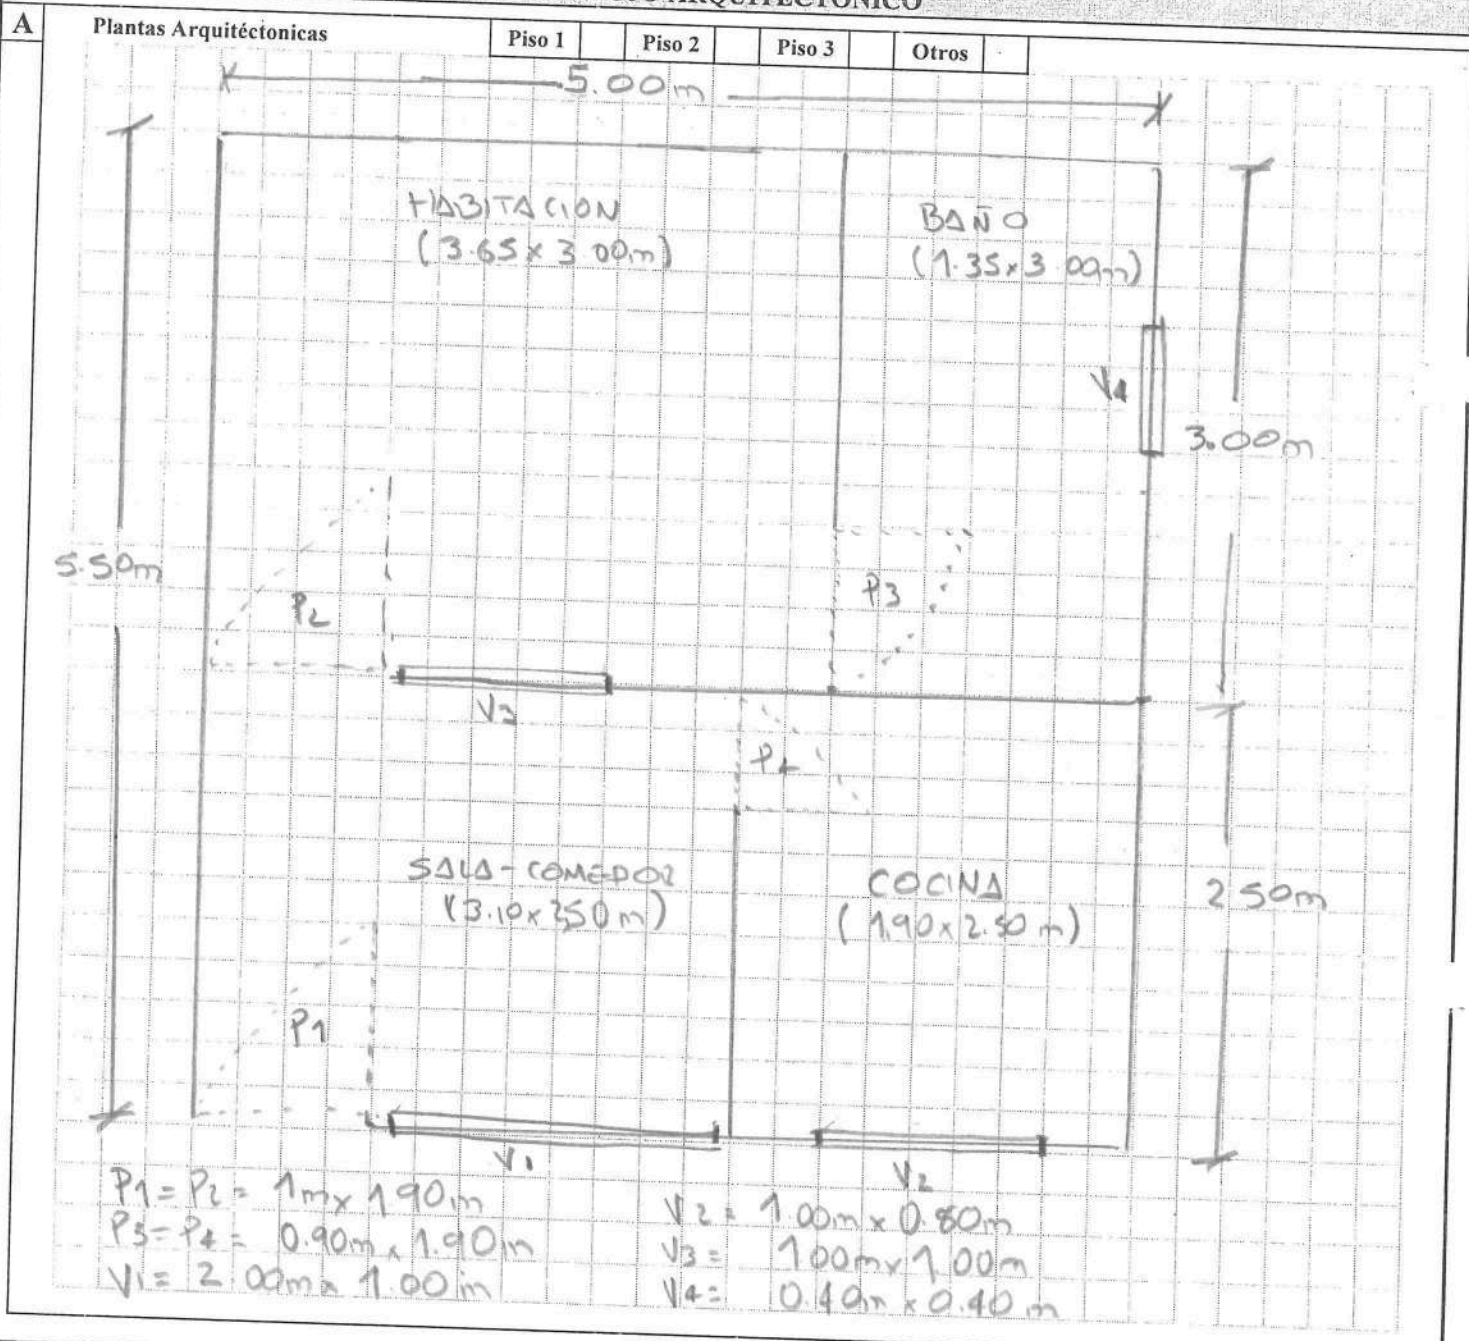 ARQUITECTONICO
A
Plantas Arquitéctonicas
Piso 1
Piso 2
Piso 3
Otros
5.00m
HABITACION
(3.65 x 3 00m)
BAÑO
(1.35 x 3 00m)
V4
3.00m
5.50m
P2
P3
V3
P4
SALA-COMEDOR
(3.10 x 2,50 m)
COCINA
(1.90 x 2.50 m)
2 50m
P1
V1
V2
P1 = P2 = 1m x 1.90m
P3 = P4 = 0.90m x 1.90m
V1 = 2.00m x 1.00m
V2 = 1.00m x 0.80m
V3 = 1 00m x 1.00m
V4 = 0.40m x 0.40m